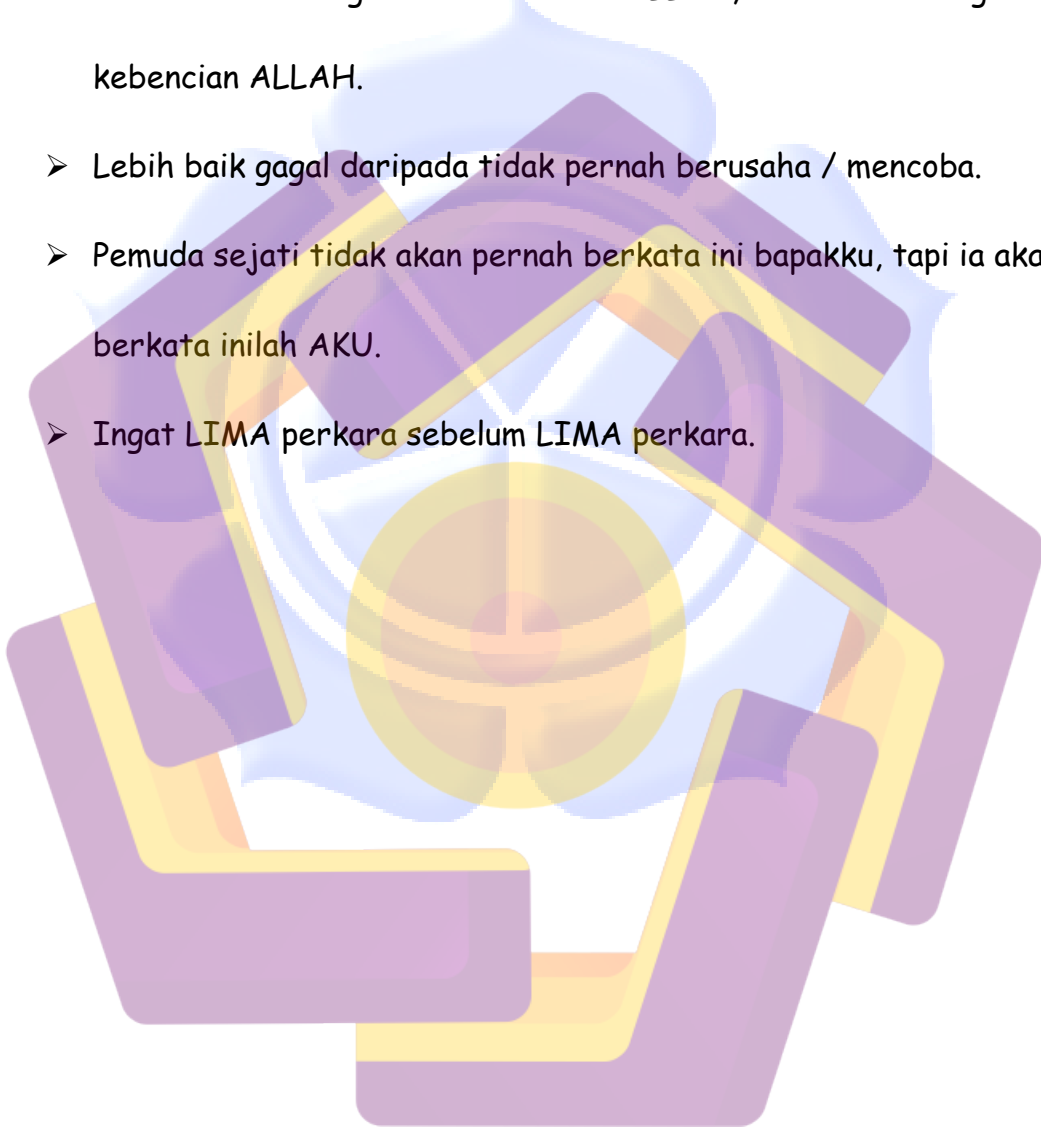 kebencian ALLAH.
➢ Lebih baik gagal daripada tidak pernah berusaha / mencoba.
➢ Pemuda sejati tidak akan pernah berkata ini bapakku, tapi ia aka
berkata inilah AKU.
➢ Ingat LIMA perkara sebelum LIMA perkara.